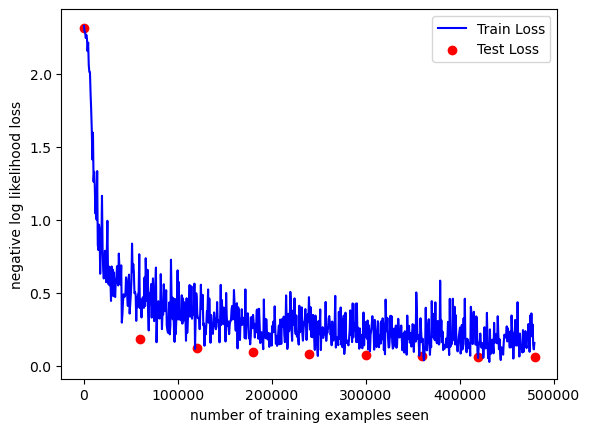 Train Loss
Test Loss
negative log likelihood loss
2.0
1.5
1.0
0.5
0.0
0
100000
200000
300000
400000
500000
number of training examples seen